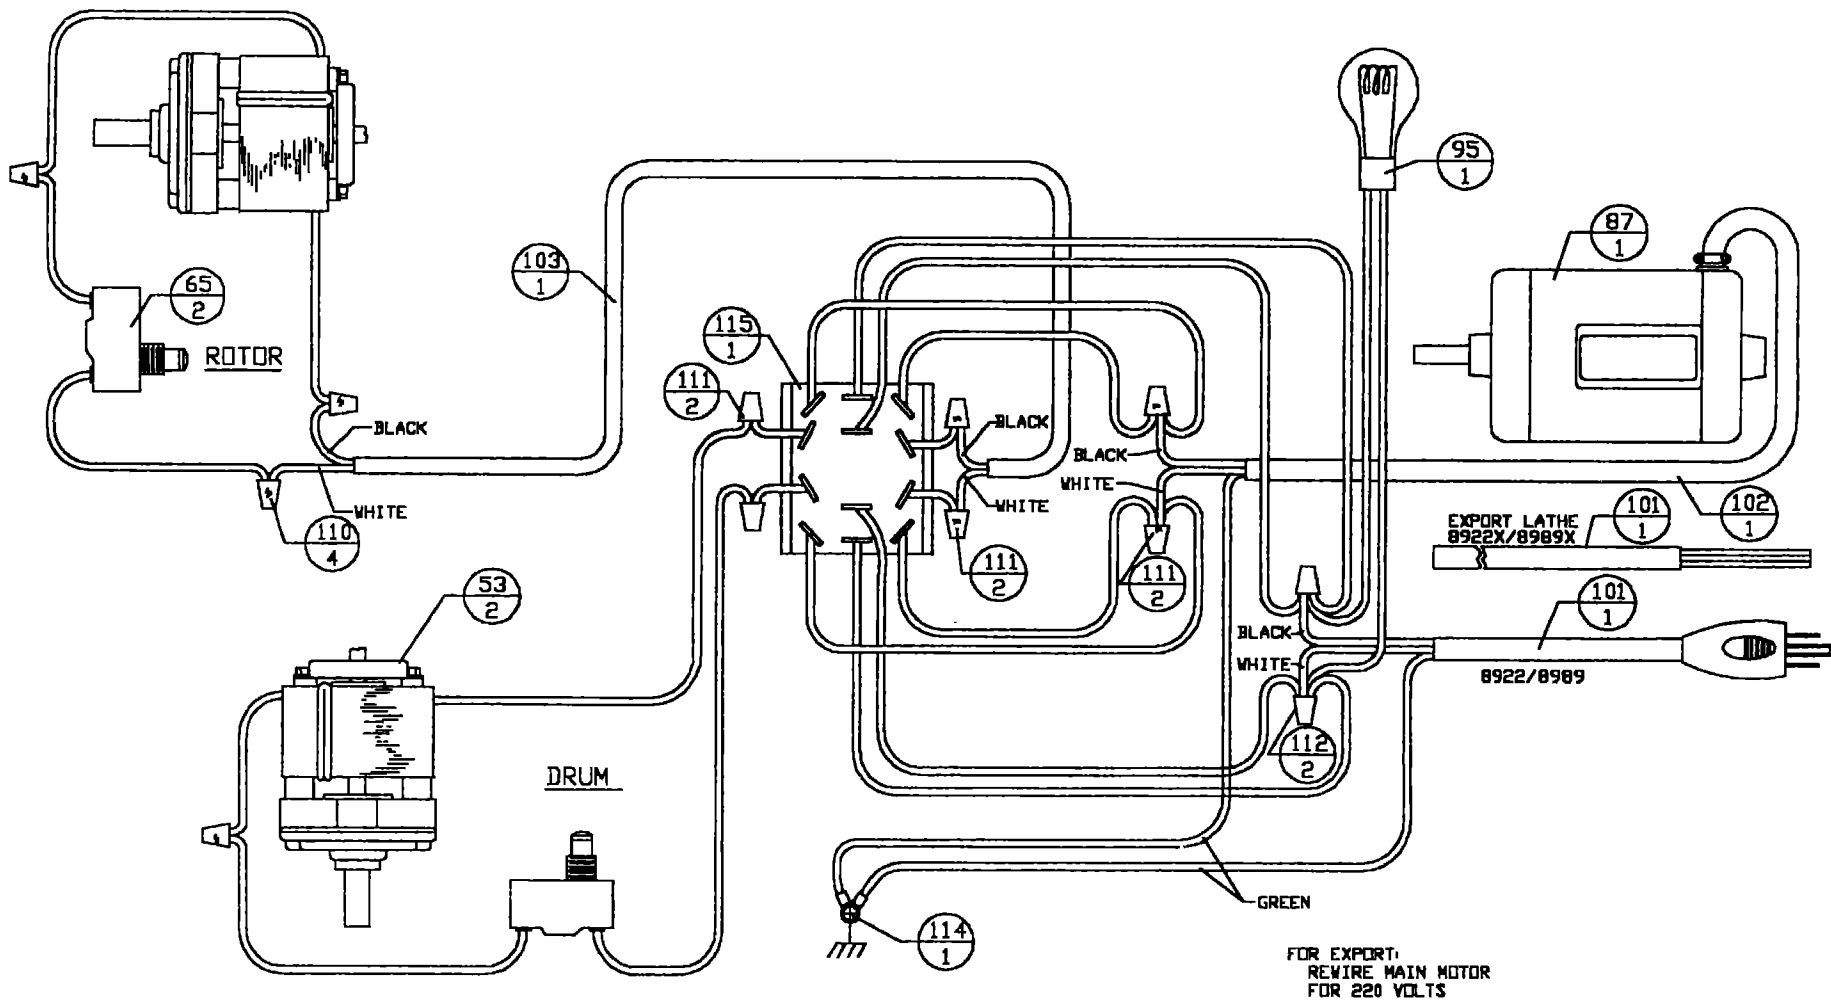 95
1
87
1
103
1
65
2
115
1
ROTOR
111
2
BLACK
BLACK
BLACK
WHITE
WHITE
WHITE
102
1
110
4
EXPORT LATHE
8922X/8989X
101
1
111
2
111
2
53
2
101
1
BLACK
WHITE
8922/8989
112
2
DRUM
GREEN
114
1
FOR EXPORT:
REWIRE MAIN MOTOR
FOR 220 VOLTS